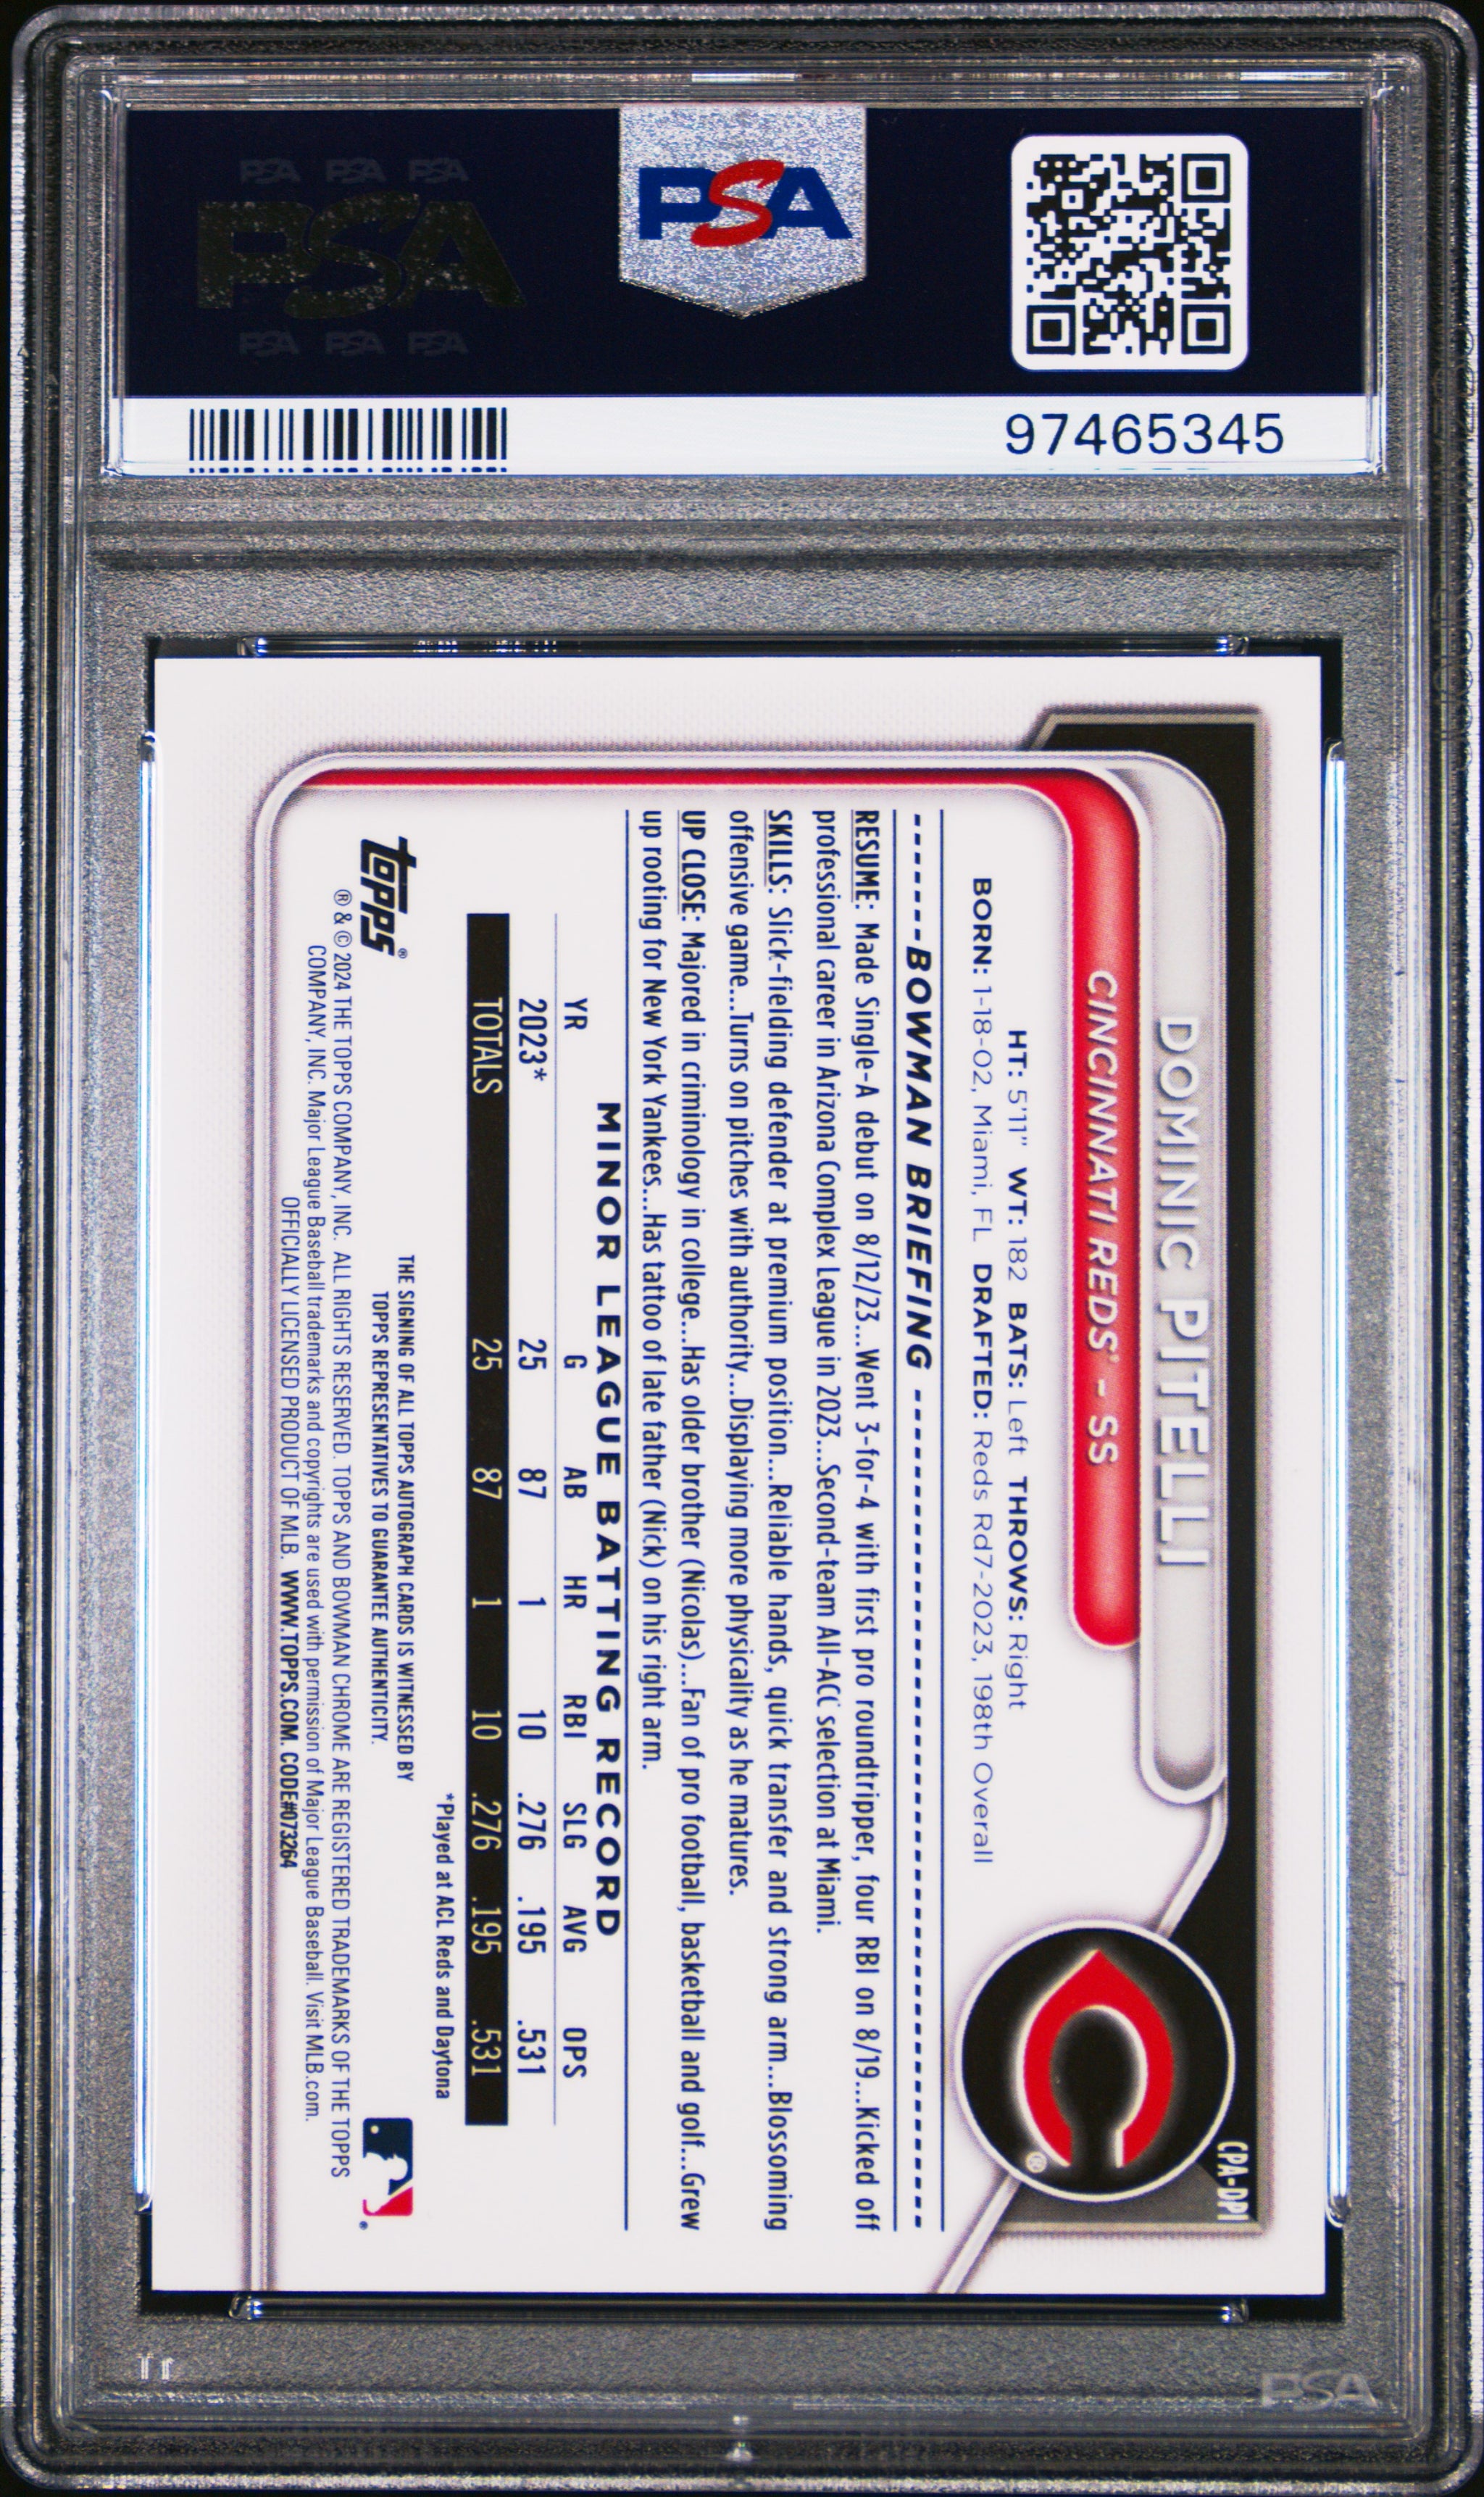 PSA PSA PSA
PSA
PSA PSA PSA
PSA
97465345
CPA-DPI
DOMINIC PITELLI
CINCINNATI REDS® - SS
HT: 5'11" WT: 182 BATS: Left THROWS: Right
BORN: 1-18-02, Miami, FL DRAFTED: Reds Rd7-2023, 198th Overall
BOWMAN BRIEFING
RESUME: Made Single-A debut on 8/12/23...Went 3-for-4 with first pro roundtripper, four RBI on 8/19...Kicked off
professional career in Arizona Complex League in 2023...Second-team All-ACC selection at Miami.
SKILLS: Slick-fielding defender at premium position...Reliable hands, quick transfer and strong arm...Blossoming
offensive game...Turns on pitches with authority...Displaying more physicality as he matures.
UP CLOSE: Majored in criminology in college...Has older brother (Nicolas)...Fan of pro football, basketball and golf...Grew
up rooting for New York Yankees...Has tattoo of late father (Nick) on his right arm.
MINOR LEAGUE BATTING RECORD
YR G AB HR RBI SLG AVG OPS
2023* 25 87 1 10 .276 .195 .531
TOTALS 25 87 1 10 .276 .195 .531
*Played at ACL Reds and Daytona
THE SIGNING OF ALL TOPPS AUTOGRAPH CARDS IS WITNESSED BY
TOPPS REPRESENTATIVES TO GUARANTEE AUTHENTICITY.
topps®
® & © 2024 THE TOPPS COMPANY, INC. ALL RIGHTS RESERVED. TOPPS AND BOWMAN CHROME ARE REGISTERED TRADEMARKS OF THE TOPPS
COMPANY, INC. Major League Baseball trademarks and copyrights are used with permission of Major League Baseball. Visit MLB.com.
OFFICIALLY LICENSED PRODUCT OF MLB. WWW.TOPPS.COM. CODE#073264
PSA